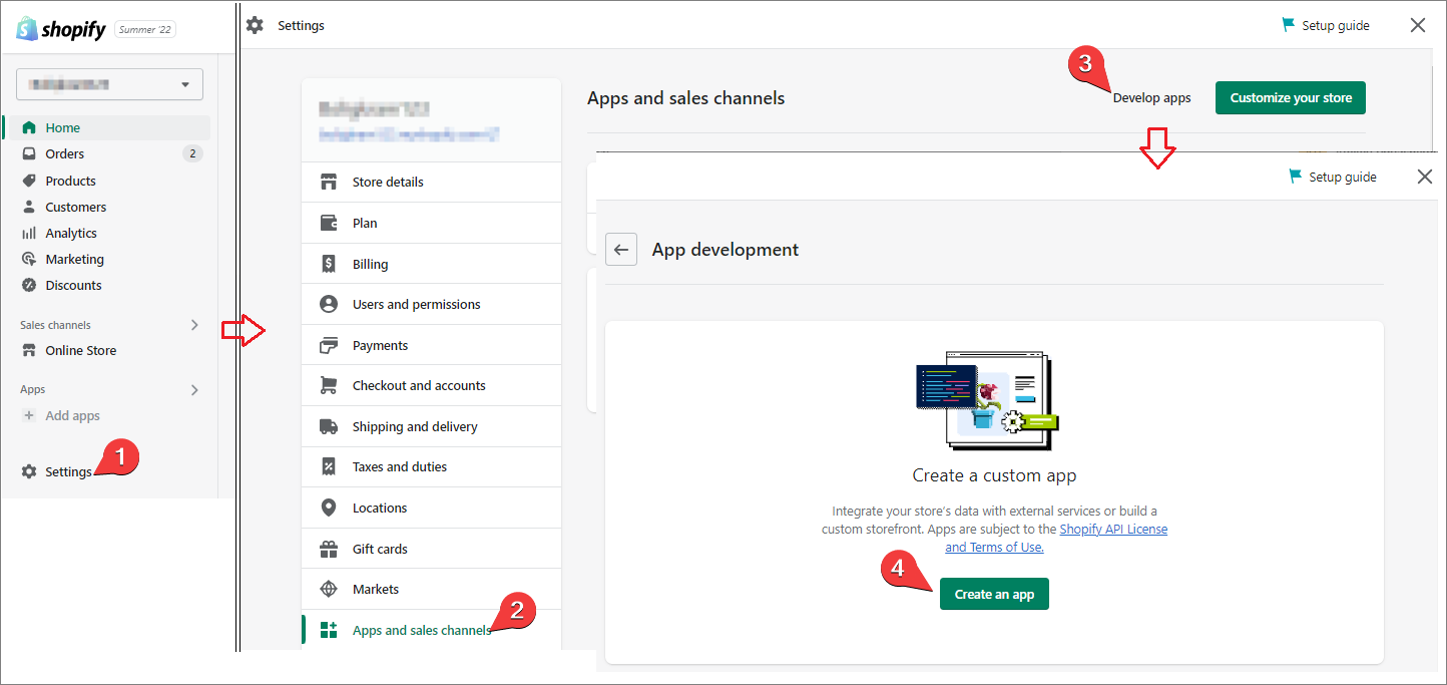 shopify
Summer '22
Home
Orders
2
Products
Customers
Analytics
Marketing
Discounts
Sales channels
Online Store
Apps
Add apps
Settings
1
Settings
Setup guide
Store details
Plan
Billing
Users and permissions
Payments
Checkout and accounts
Shipping and delivery
Taxes and duties
Locations
Gift cards
Markets
Apps and sales channels
2
Apps and sales channels
3
Develop apps
Customize your store
Setup guide
App development
Create a custom app
Integrate your store's data with external services or build a
custom storefront. Apps are subject to the Shopify API License
and Terms of Use.
4
Create an app